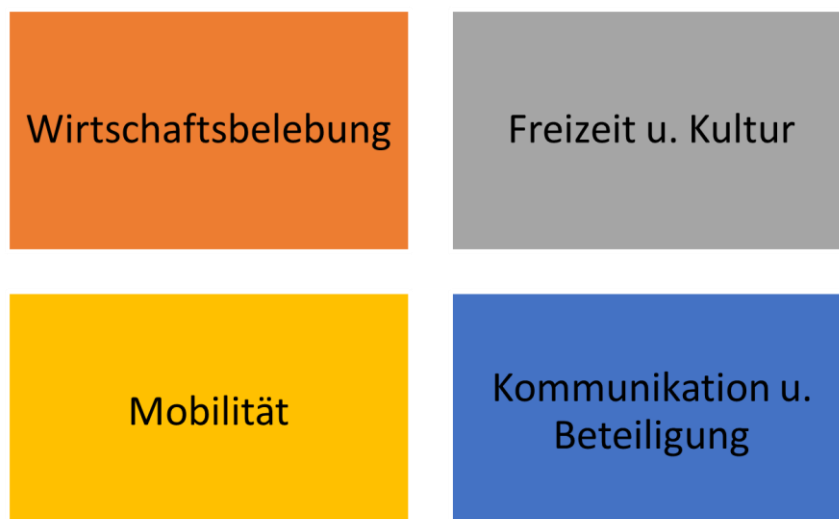 Wirtschaftsbelebung
Freizeit u. Kultur
Mobilität
Kommunikation u.
Beteiligung